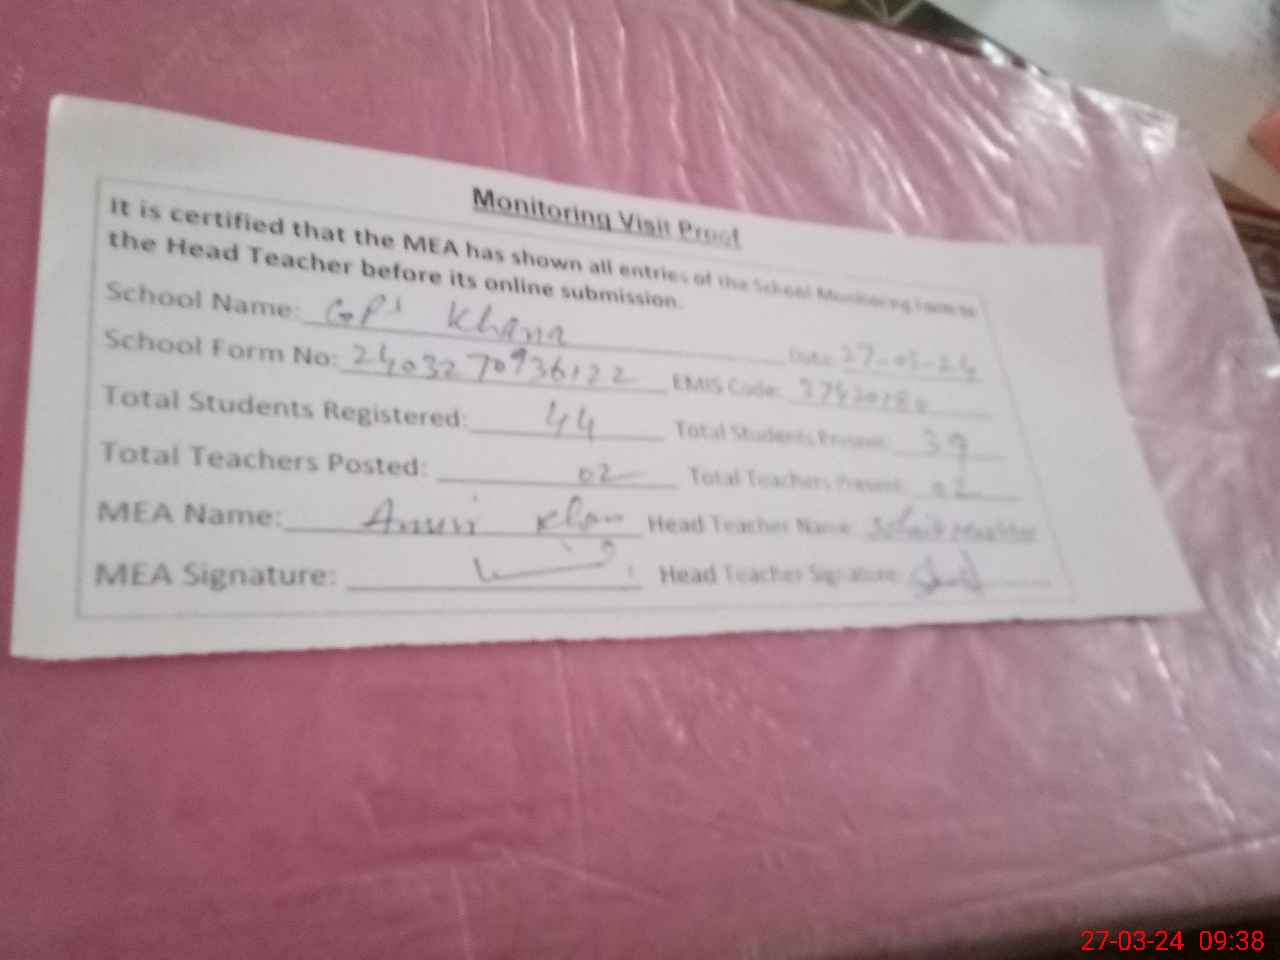 Monitoring Visit Proof
It is certified that the MEA has shown all entries of the School Monitoring Form to
the Head Teacher before its online submission.
School Name: GPS Khana Date: 27-03-24
School Form No: 2403270936122 EMIS Code:
Total Students Registered: 44 Total Students Present: 39
Total Teachers Posted: 02 Total Teachers Present: 02
MEA Name: Khan Head Teacher Name:
MEA Signature: Head Teacher Signature:
27-03-24 09:38